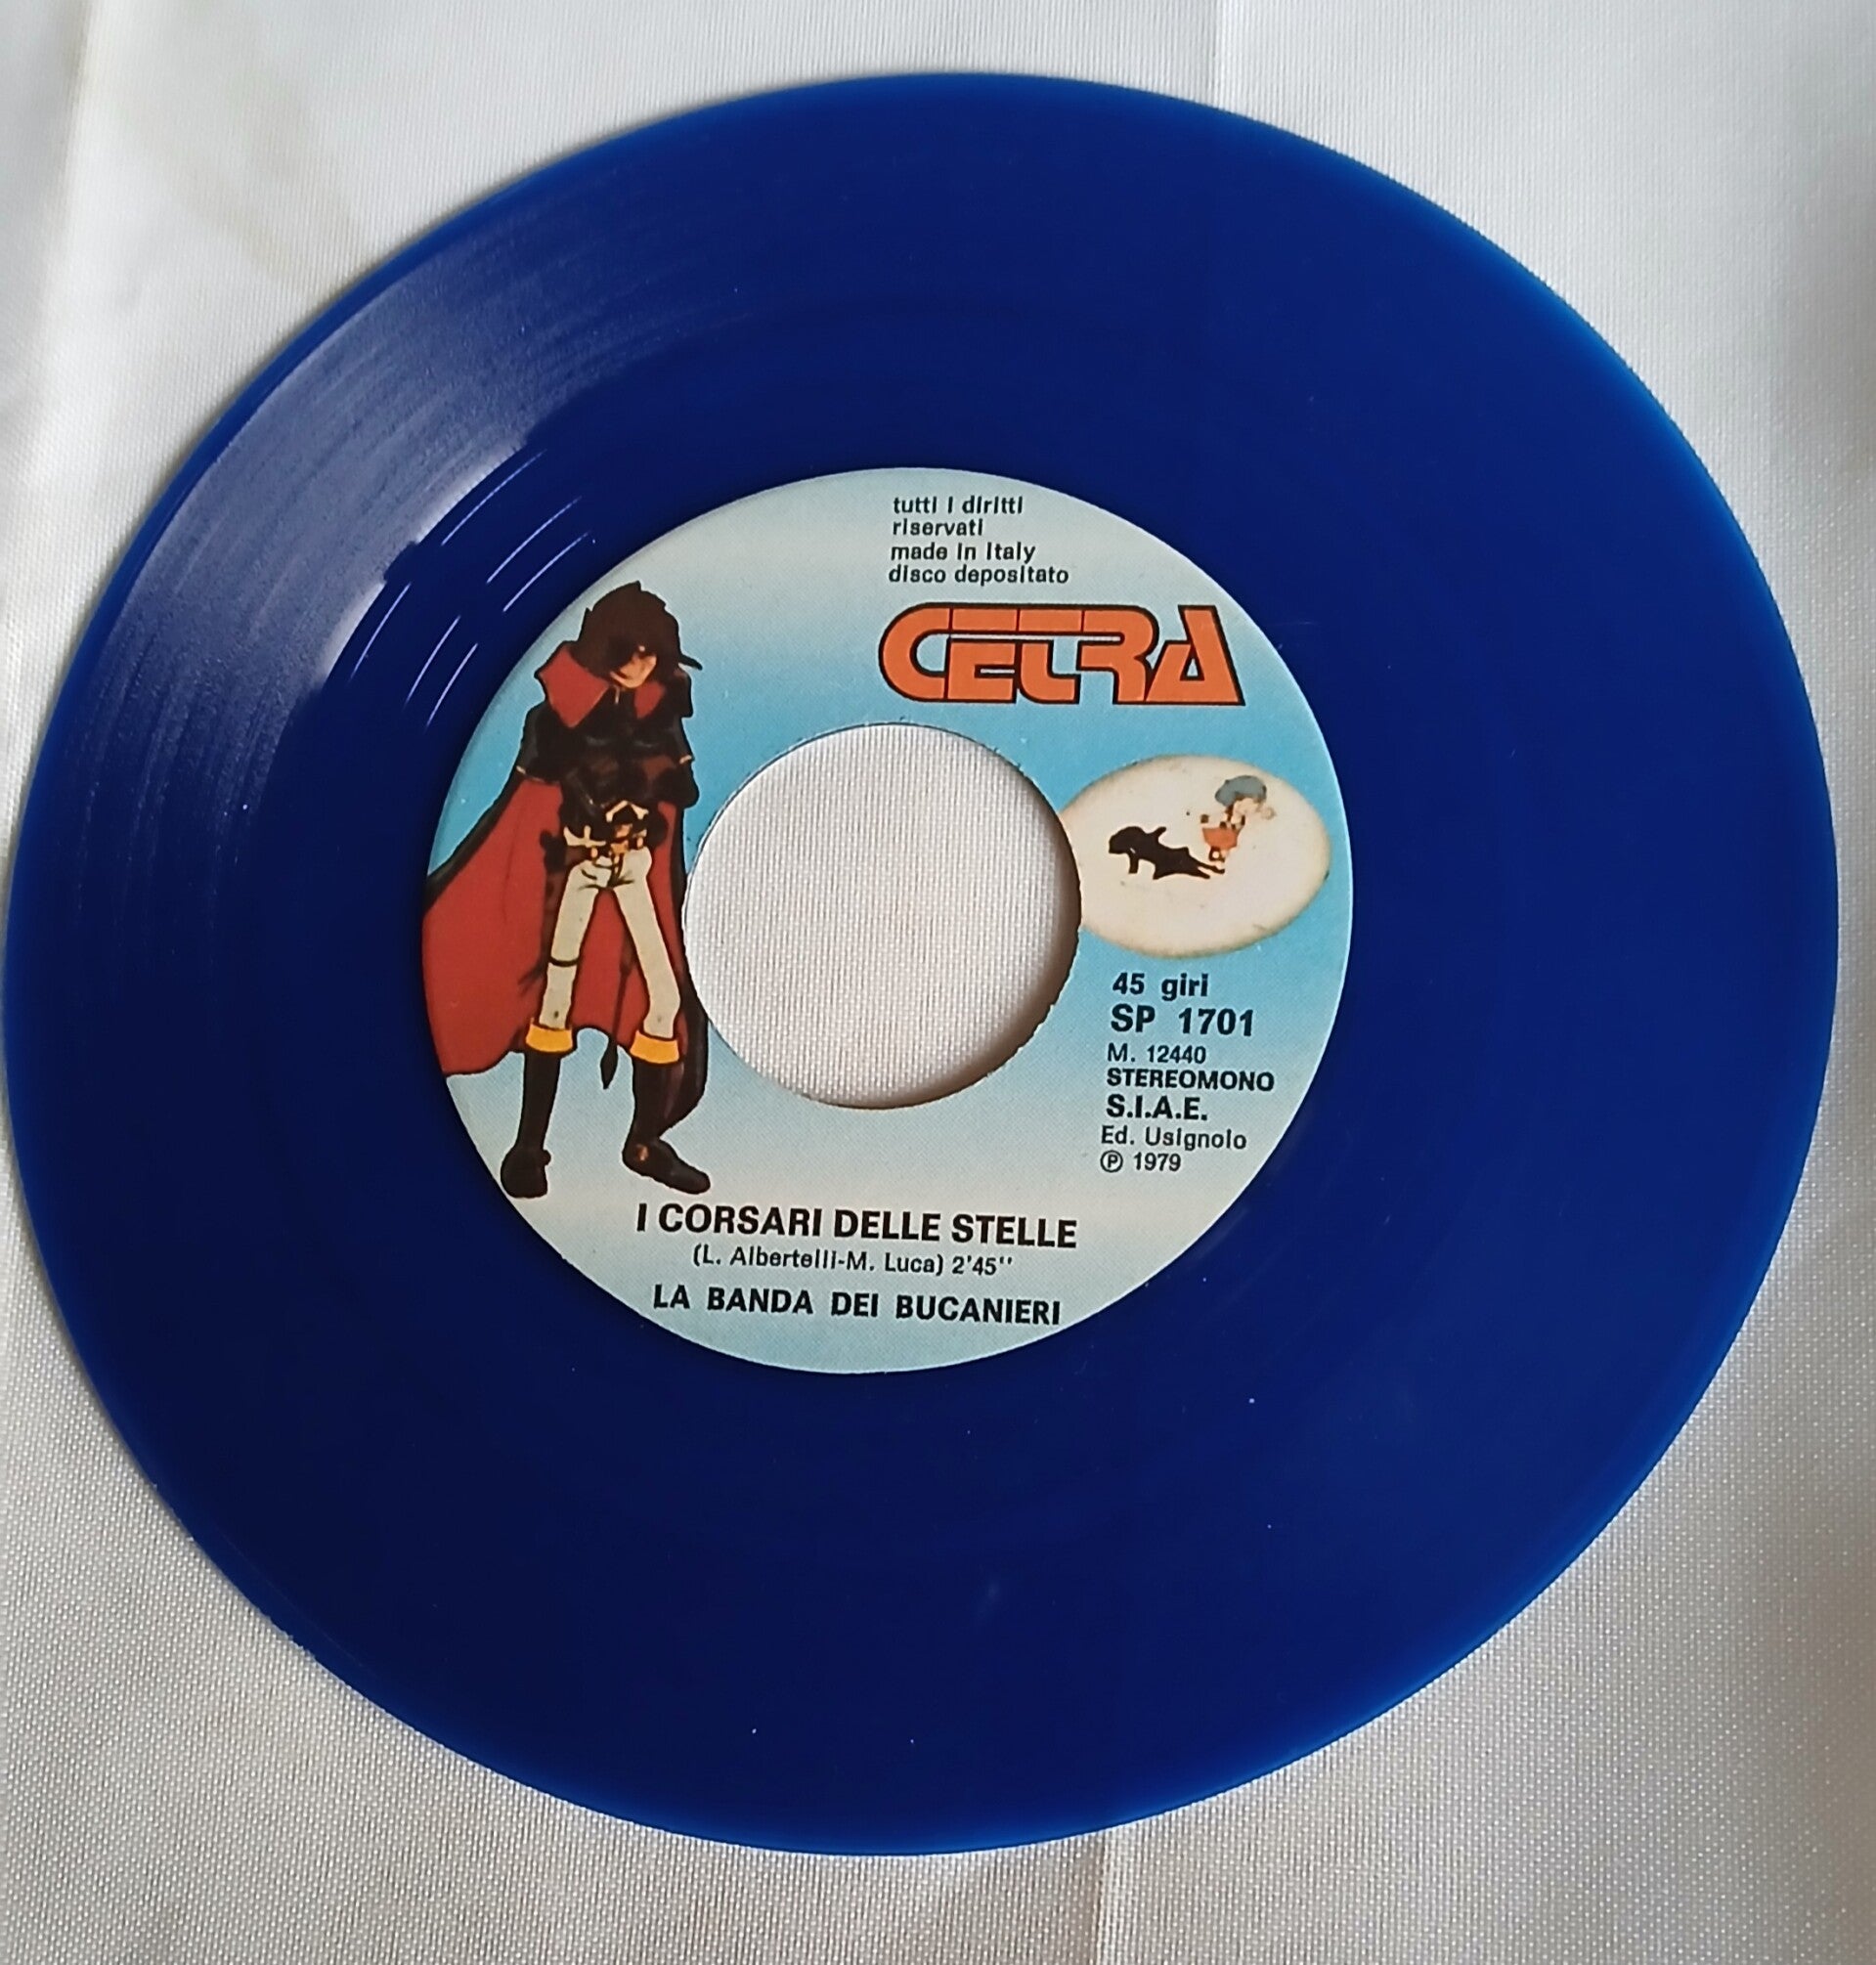 tutti i diritti
riservati
made in Italy
disco depositato
CETRA
45 giri
SP 1701
M. 12440
STEREOMONO
S.I.A.E.
Ed. Usignolo
℗ 1979
I CORSARI DELLE STELLE
(L. Albertelli-M. Luca) 2'45''
LA BANDA DEI BUCANIERI